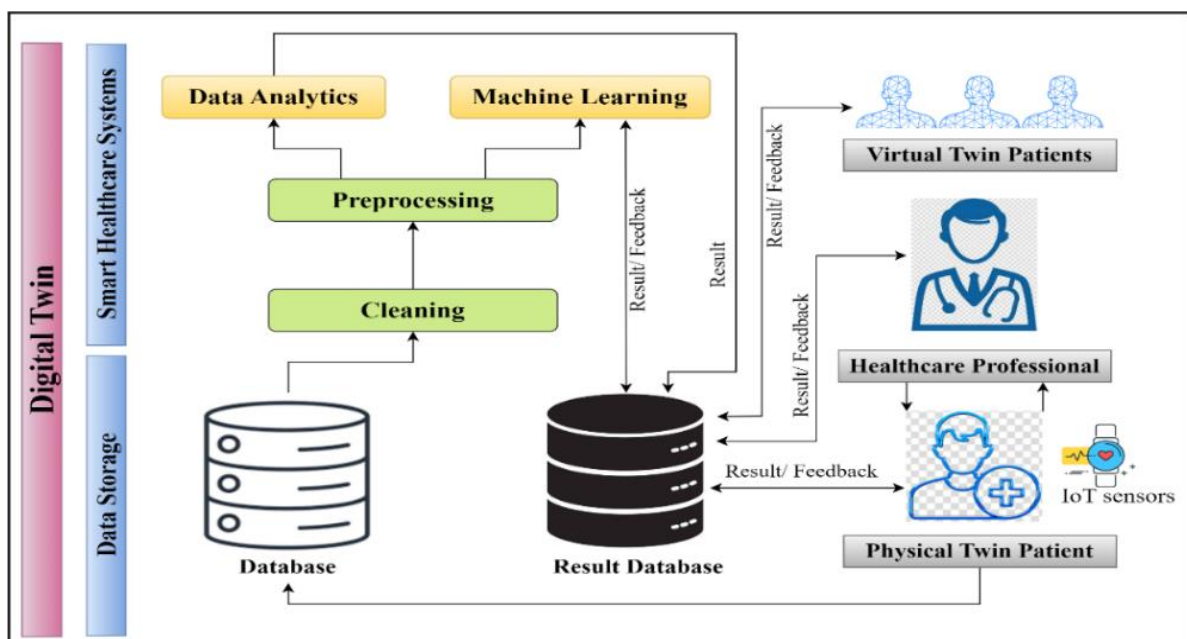 Digital Twin
Smart Healthcare Systems
Data Storage
Data Analytics
Machine Learning
Preprocessing
Cleaning
Database
Result Database
Result/ Feedback
Result
Result/ Feedback
Result/ Feedback
Result/ Feedback
Virtual Twin Patients
Healthcare Professional
IoT sensors
Physical Twin Patient